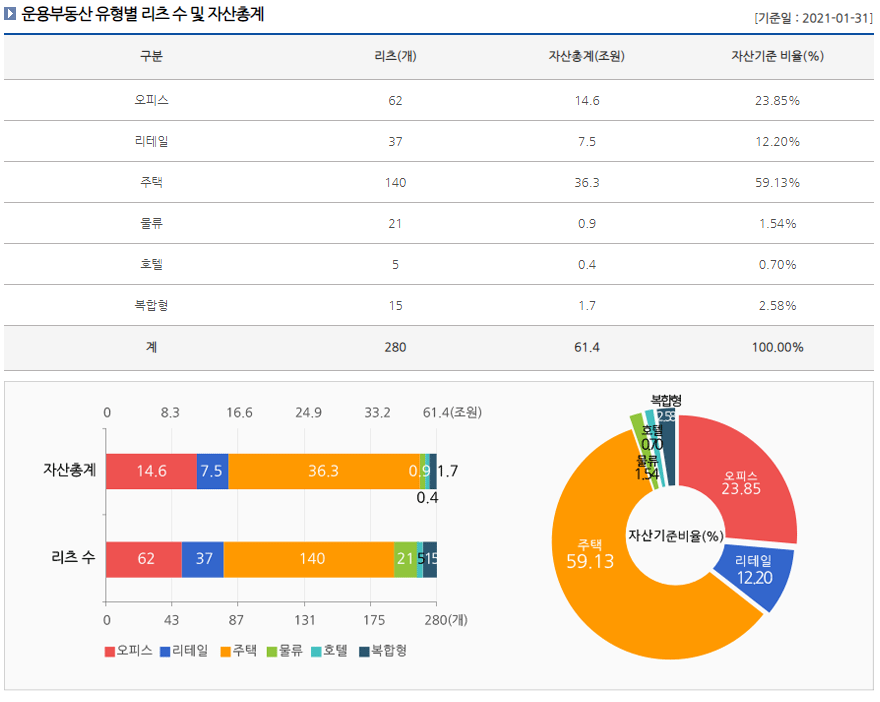 운용부동산 유형별 리츠 수 및 자산총계
[기준일 : 2021-01-31]
구분 리츠(개) 자산총계(조원) 자산기준 비율(%)
오피스 62 14.6 23.85%
리테일 37 7.5 12.20%
주택 140 36.3 59.13%
물류 21 0.9 1.54%
호텔 5 0.4 0.70%
복합형 15 1.7 2.58%
계 280 61.4 100.00%
0 8.3 16.6 24.9 33.2 61.4(조원)
자산총계 14.6 7.5 36.3 0.9 1.7
0.4
리츠 수 62 37 140 21 5 15
0 43 87 131 175 280(개)
오피스 리테일 주택 물류 호텔 복합형
복합형
2.58
호텔
0.70
물류
1.54
오피스
23.85
자산기준비율(%)
주택
59.13
리테일
12.20